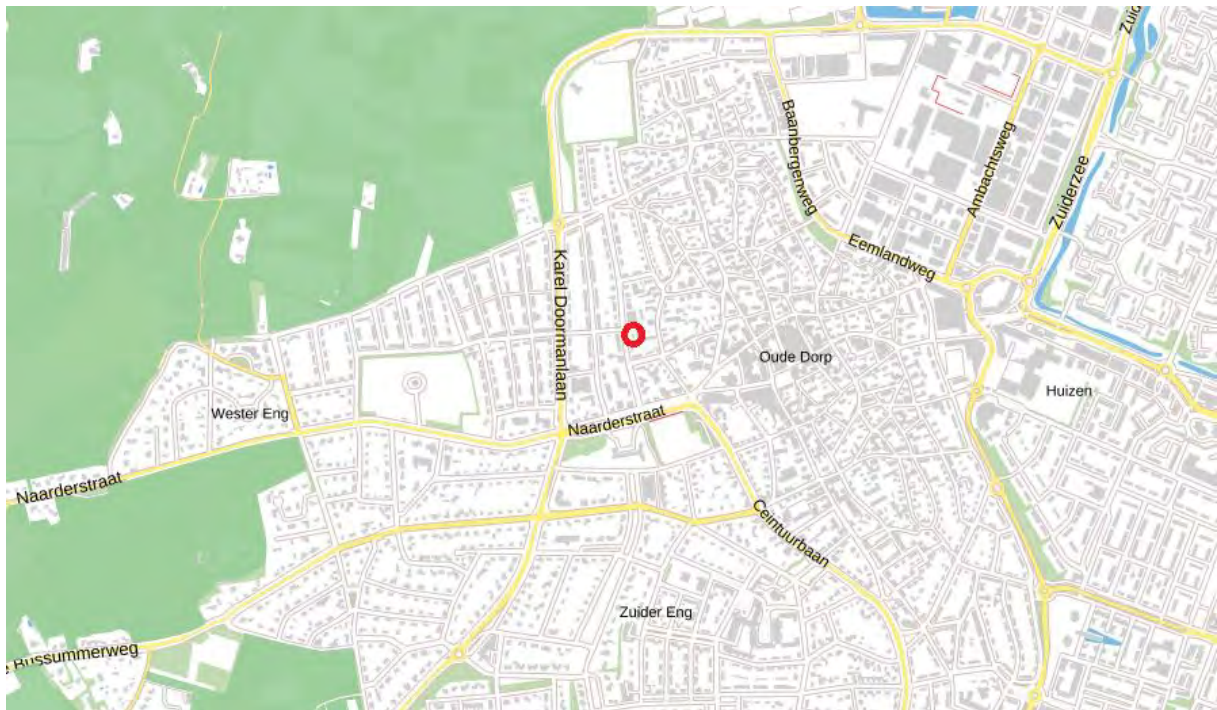 Zuid
Baanbergenweg
Ambachtsweg
Zuiderzee
Eemlandweg
Karel Doormanlaan
Oude Dorp
Huizen
Wester Eng
Naarderstraat
Naarderstraat
Ceintuurbaan
Zuider Eng
e Bussummerweg